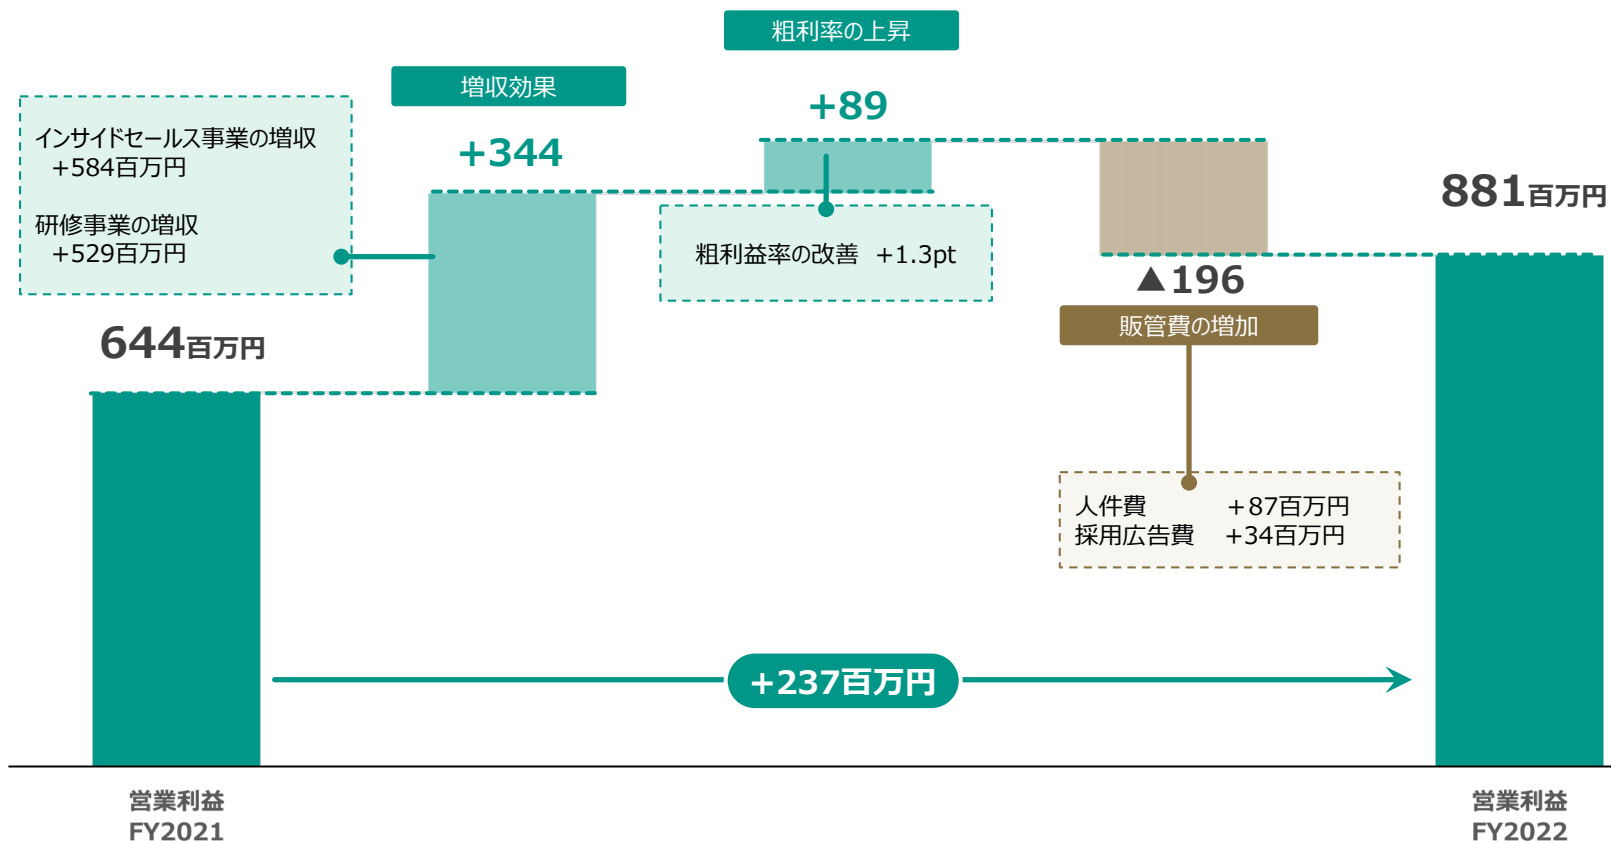 粗利率の上昇
増収効果
+89
インサイドセールス事業の増収
+584百万円
研修事業の増収
+529百万円
+344
粗利益率の改善 +1.3pt
881百万円
▲196
販管費の増加
644百万円
人件費 +87百万円
採用広告費 +34百万円
+237百万円
営業利益
FY2021
営業利益
FY2022